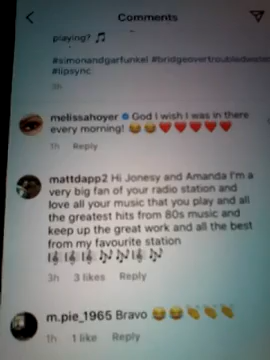 Comments
playing? 🎵
#simonandgarfunkel #bridgeovertroubledwater
#lipsync
3h
melissahoyer God I wish I was in there
every morning! 😂😂❤️❤️❤️❤️❤️
1h Reply
mattdapp2 Hi Jonesy and Amanda I'm a
very big fan of your radio station and
love all your music that you play and all
the greatest hits from 80s music and
keep up the great work and all the best
from my favourite station
3h 3 likes Reply
m.pie_1965 Bravo 😂😂👏👏👏
1h 1 like Reply